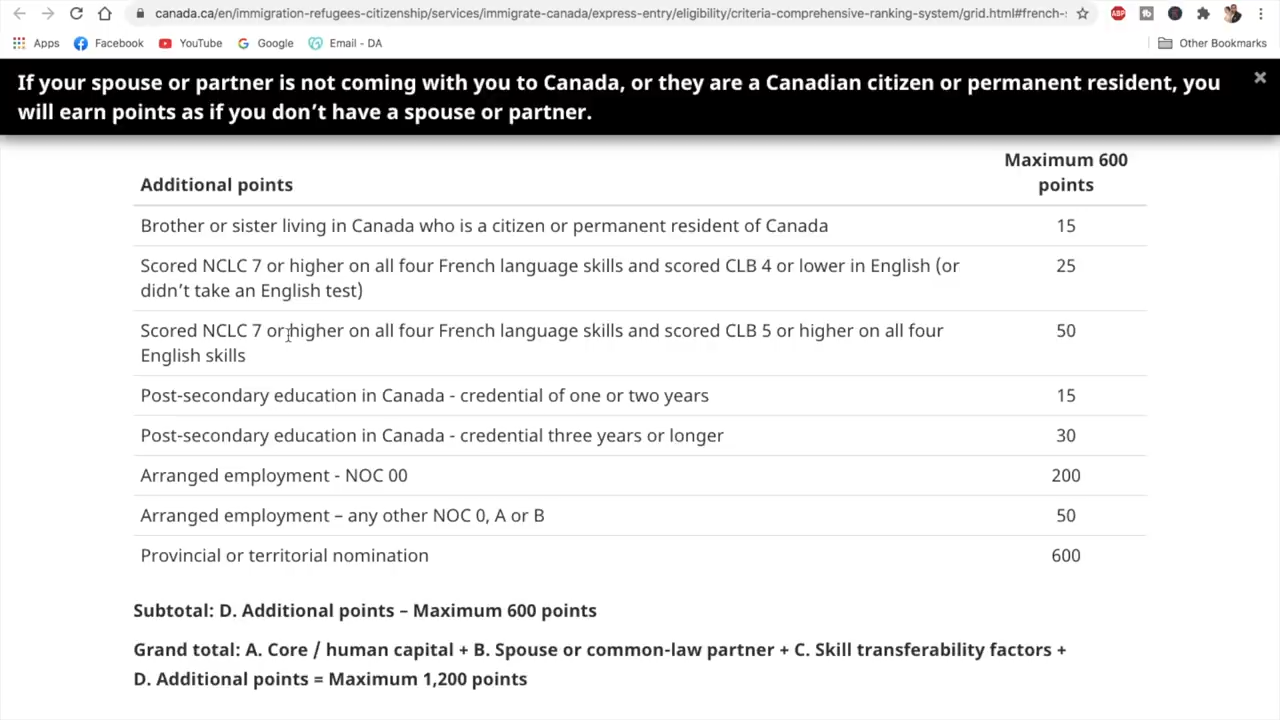 canada.ca/en/immigration-refugees-citizenship/services/immigrate-canada/express-entry/eligibility/criteria-comprehensive-ranking-system/grid.html#french-s
ABP
Apps Facebook YouTube Google Email - DA Other Bookmarks
If your spouse or partner is not coming with you to Canada, or they are a Canadian citizen or permanent resident, you
will earn points as if you don’t have a spouse or partner.
Maximum 600
Additional points points
Brother or sister living in Canada who is a citizen or permanent resident of Canada 15
Scored NCLC 7 or higher on all four French language skills and scored CLB 4 or lower in English (or 25
didn’t take an English test)
Scored NCLC 7 or higher on all four French language skills and scored CLB 5 or higher on all four 50
English skills
Post-secondary education in Canada - credential of one or two years 15
Post-secondary education in Canada - credential three years or longer 30
Arranged employment - NOC 00 200
Arranged employment – any other NOC 0, A or B 50
Provincial or territorial nomination 600
Subtotal: D. Additional points – Maximum 600 points
Grand total: A. Core / human capital + B. Spouse or common-law partner + C. Skill transferability factors +
D. Additional points = Maximum 1,200 points